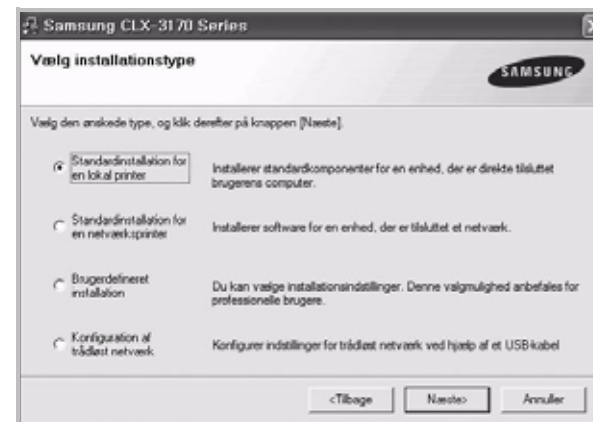 Samsung CLX-3170 Series
Vælg installationstype
SAMSUNG
Vælg den ønskede type, og klik derefter på knappen [Næste].
Standardinstallation for
en lokal printer
Installerer standardkomponenter for en enhed, der er direkte tilsluttet
brugerens computer.
Standardinstallation for
en netværksprinter
Installerer software for en enhed, der er tilsluttet et netværk.
Brugerdefineret
installation
Du kan vælge installationsindstillinger. Denne valgmulighed anbefales for
professionelle brugere.
Konfiguration af
trådløst netværk
Konfigurer indstillinger for trådløst netværk ved hjælp af et USB-kabel
<Tilbage
Næste>
Annuller